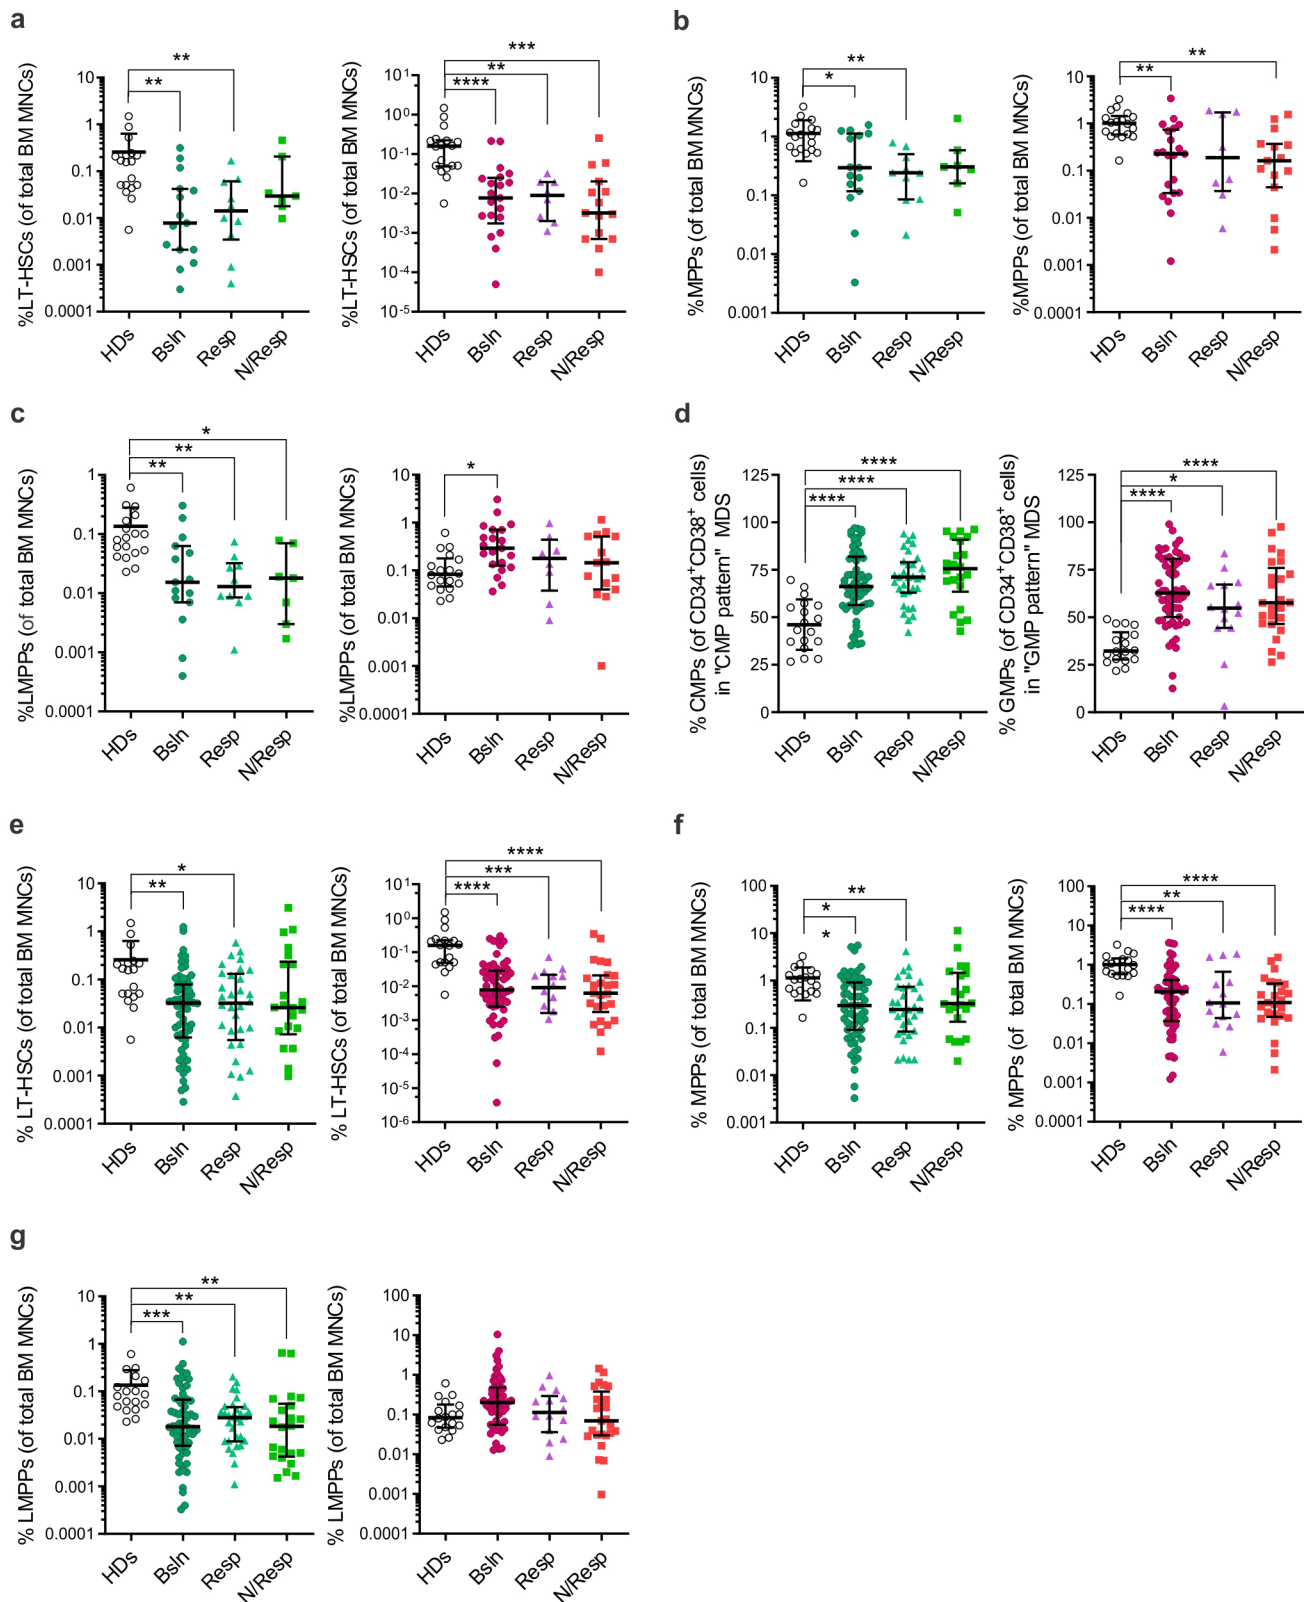 a
%LT-HSCs (of total BM MNCs)
10
1
0.1
0.01
0.001
0.0001
**
**
HDs
Bsln
Resp
N/Resp
%LT-HSCs (of total BM MNCs)
10¹
10⁰
10-¹
10-²
10-³
10-⁴
10-⁵
***
**
****
HDs
Bsln
Resp
N/Resp
b
%MPPs (of total BM MNCs)
10
1
0.1
0.01
0.001
**
*
HDs
Bsln
Resp
N/Resp
%MPPs (of total BM MNCs)
10
1
0.1
0.01
0.001
0.0001
**
**
HDs
Bsln
Resp
N/Resp
c
%LMPPs (of total BM MNCs)
1
0.1
0.01
0.001
0.0001
*
**
**
HDs
Bsln
Resp
N/Resp
%LMPPs (of total BM MNCs)
10
1
0.1
0.01
0.001
0.0001
*
HDs
Bsln
Resp
N/Resp
d
% CMPs (of CD34⁺CD38⁺ cells)
in "CMP pattern" MDS
125
100
75
50
25
0
****
****
****
HDs
Bsln
Resp
N/Resp
% GMPs (of CD34⁺CD38⁺ cells)
in "GMP pattern" MDS
125
100
75
50
25
0
****
*
****
HDs
Bsln
Resp
N/Resp
e
% LT-HSCs (of total BM MNCs)
10
1
0.1
0.01
0.001
0.0001
*
**
HDs
Bsln
Resp
N/Resp
% LT-HSCs (of total BM MNCs)
10¹
10⁰
10-¹
10-²
10-³
10-⁴
10-⁵
10-⁶
****
***
****
HDs
Bsln
Resp
N/Resp
f
% MPPs (of total BM MNCs)
100
10
1
0.1
0.01
0.001
**
*
*
HDs
Bsln
Resp
N/Resp
% MPPs (of total BM MNCs)
100
10
1
0.1
0.01
0.001
0.0001
****
**
****
HDs
Bsln
Resp
N/Resp
g
% LMPPs (of total BM MNCs)
10
1
0.1
0.01
0.001
0.0001
**
**
***
HDs
Bsln
Resp
N/Resp
% LMPPs (of total BM MNCs)
100
10
1
0.1
0.01
0.001
0.0001
HDs
Bsln
Resp
N/Resp